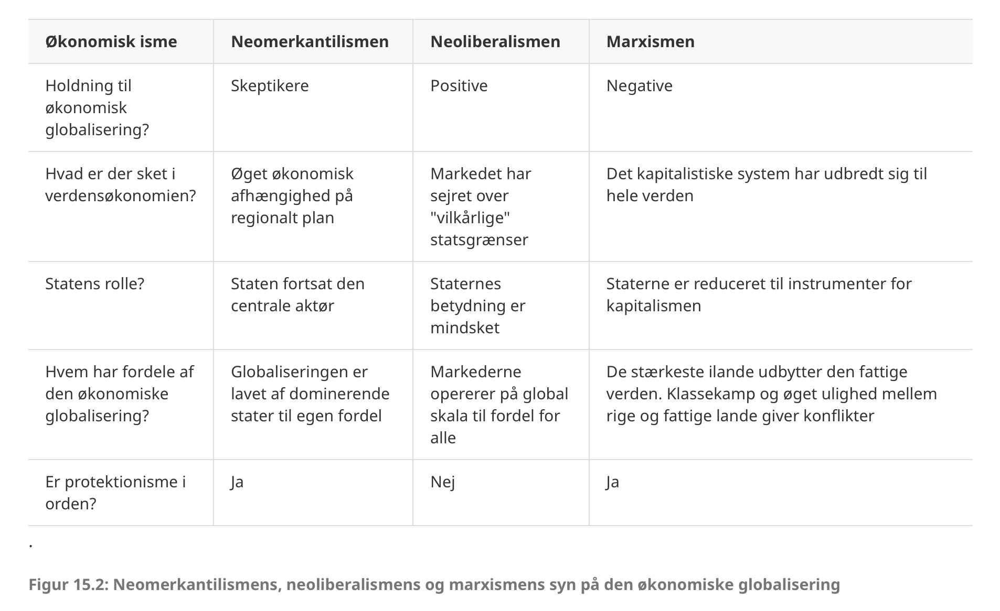 Økonomisk isme Neomerkantilismen Neoliberalismen Marxismen
Holdning til
økonomisk
globalisering?
Skeptikere
Positive
Negative
Hvad er der sket i
verdensøkonomien?
Øget økonomisk
afhængighed på
regionalt plan
Markedet har
sejret over
"vilkårlige"
statsgrænser
Det kapitalistiske system har udbredt sig til
hele verden
Statens rolle?
Staten fortsat den
centrale aktør
Staternes
betydning er
mindsket
Staterne er reduceret til instrumenter for
kapitalismen
Hvem har fordele af
den økonomiske
globalisering?
Globaliseringen er
lavet af dominerende
stater til egen fordel
Markederne
opererer på global
skala til fordel for
alle
De stærkeste ilande udbytter den fattige
verden. Klassekamp og øget ulighed mellem
rige og fattige lande giver konflikter
Er protektionisme i
orden?
Ja
Nej
Ja
.
Figur 15.2: Neomerkantilismens, neoliberalismens og marxismens syn på den økonomiske globalisering